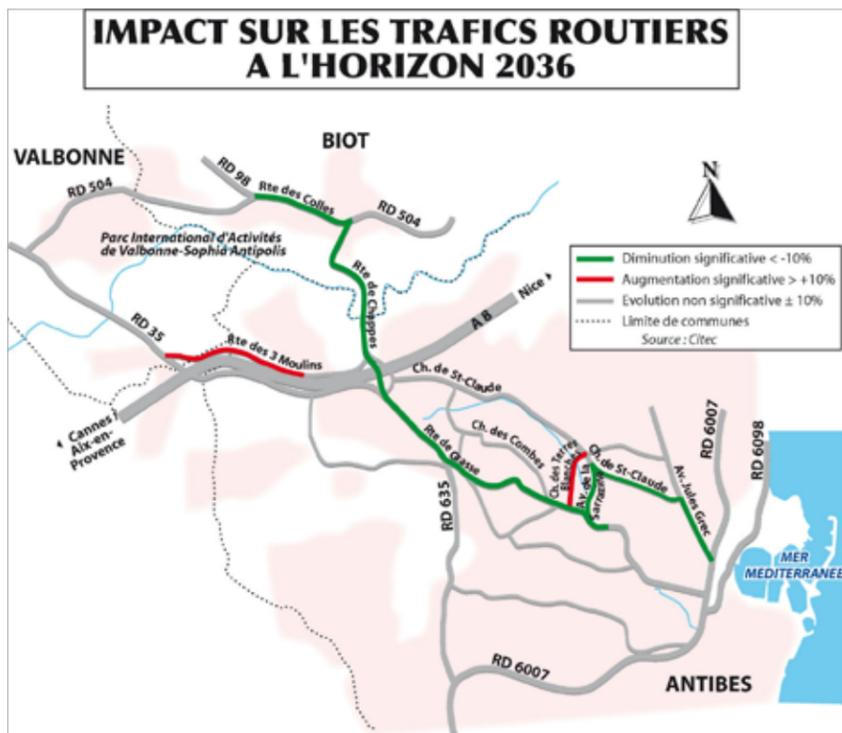 IMPACT SUR LES TRAFICS ROUTIERS
A L'HORIZON 2036
VALBONNE
BIOT
N
RD 504
RD 98
Rte des Colles
RD 504
Parc International d'Activités
de Valbonne-Sophia Antipolis
Rte de Chappes
Nice
A 8
Diminution significative < -10%
Augmentation significative > +10%
Evolution non significative ± 10%
Limite de communes
Source : Citec
RD 35
Rte des 3 Moulins
Ch. de St-Claude
Cannes
Aix-en-
Provence
Rte de Grasse
Ch. des Combes
Ch. des Terres
Blanches
Av. de la
Sarrazine
Ch. de St-Claude
Av. Jules Grec
RD 6007
RD 6098
RD 635
MER
MEDITERRANEE
RD 6007
ANTIBES